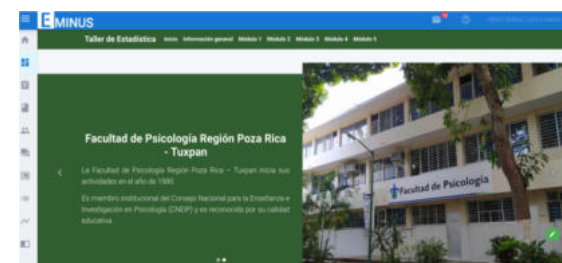 EMINUS
Taller de Estadística Inicio Información general Módulo 1 Módulo 2 Módulo 3 Módulo 4 Módulo 5
Facultad de Psicología Región Poza Rica
- Tuxpan
La Facultad de Psicología Región Poza Rica – Tuxpan inicia sus
actividades en el año de 1980.
Es miembro institucional del Consejo Nacional para la Enseñanza e
Investigación en Psicología (CNEIP) y es reconocida por su calidad
educativa.
Facultad de Psicología